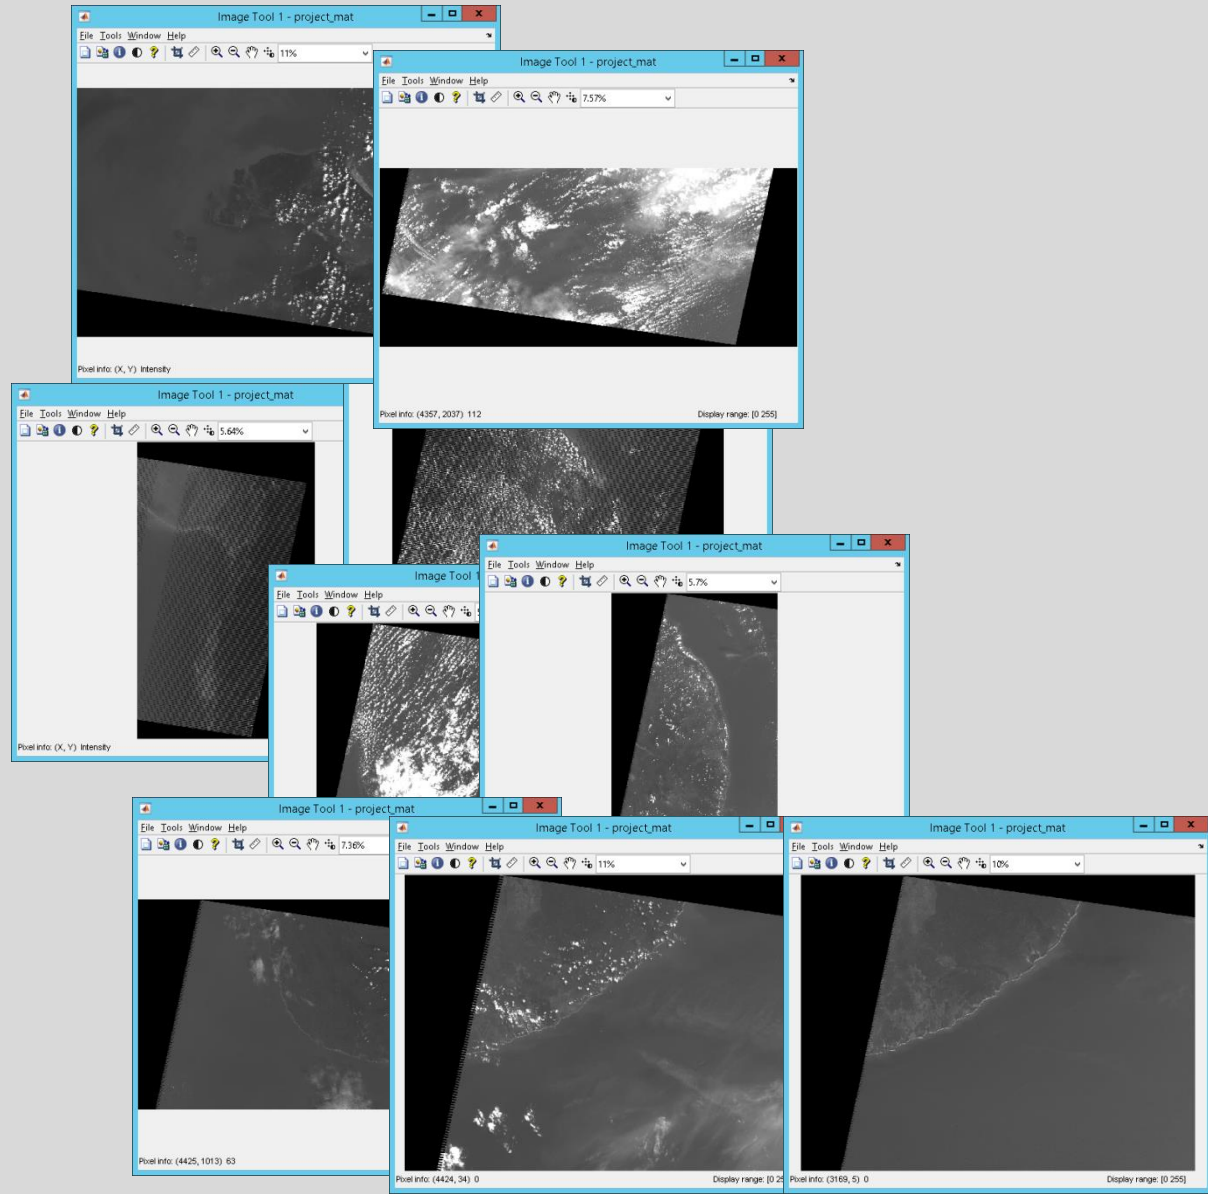 Image Tool 1 - project_mat
File Tools Window Help
11%
Pixel info: (X, Y) Intensity
Image Tool 1 - project_mat
File Tools Window Help
7.57%
Pixel info: (4357, 2037) 112
Display range: [0 255]
Image Tool 1 - project_mat
File Tools Window Help
5.64%
Pixel info: (X, Y) Intensity
Image Tool 1
File Tools Window Help
Image Tool 1 - project_mat
File Tools Window Help
5.7%
Image Tool 1 - project_mat
File Tools Window Help
7.36%
Pixel info: (4425, 1013) 63
Image Tool 1 - project_mat
File Tools Window Help
11%
Pixel info: (4424, 34) 0
Display range: [0 25
Image Tool 1 - project_mat
File Tools Window Help
10%
Pixel info: (3169, 5) 0
Display range: [0 255]